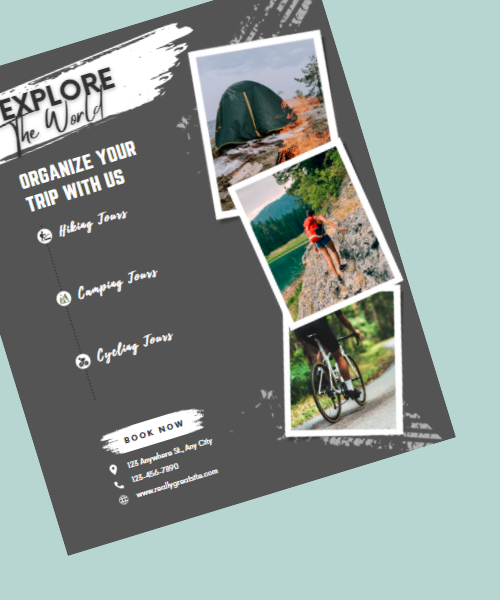 EXPLORE
The World
ORGANIZE YOUR
TRIP WITH US
Hiking Tours
Camping Tours
Cycling Tours
BOOK NOW
123 Anywhere St., Any City
123-456-7890
www.reallygreatsite.com